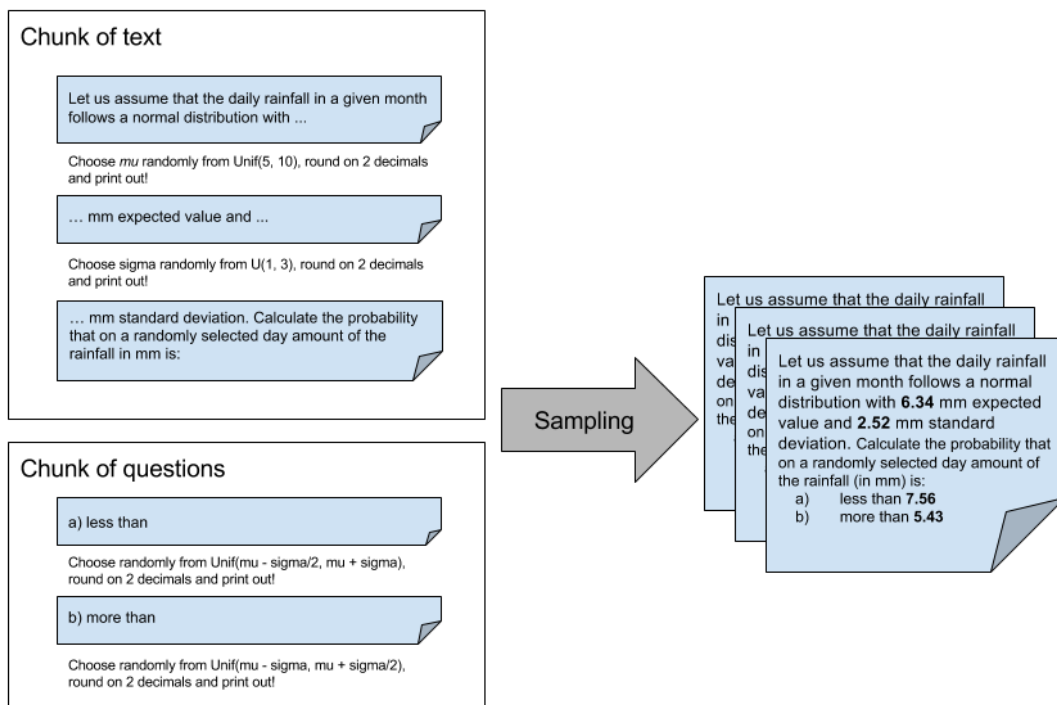 Chunk of text
Let us assume that the daily rainfall in a given month
follows a normal distribution with ...
Choose mu randomly from Unif(5, 10), round on 2 decimals
and print out!
… mm expected value and ...
Choose sigma randomly from U(1, 3), round on 2 decimals
and print out!
… mm standard deviation. Calculate the probability
that on a randomly selected day amount of the
rainfall in mm is:
Chunk of questions
a) less than
Choose randomly from Unif(mu - sigma/2, mu + sigma),
round on 2 decimals and print out!
b) more than
Choose randomly from Unif(mu - sigma, mu + sigma/2),
round on 2 decimals and print out!
Sampling
Let us assume that the daily rainfall
in
on
the
Let us assume that the daily rainfall
in
on
the
Let us assume that the daily rainfall
in a given month follows a normal
distribution with 6.34 mm expected
value and 2.52 mm standard
deviation. Calculate the probability that
on a randomly selected day amount of
the rainfall (in mm) is:
a) less than 7.56
b) more than 5.43